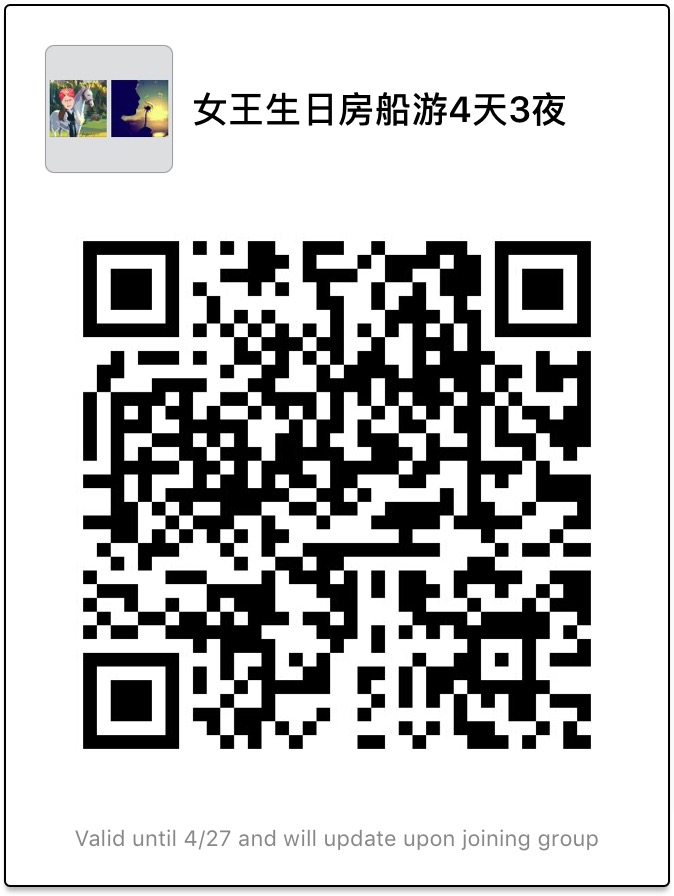 女王生日房船游4天3夜
Valid until 4/27 and will update upon joining group